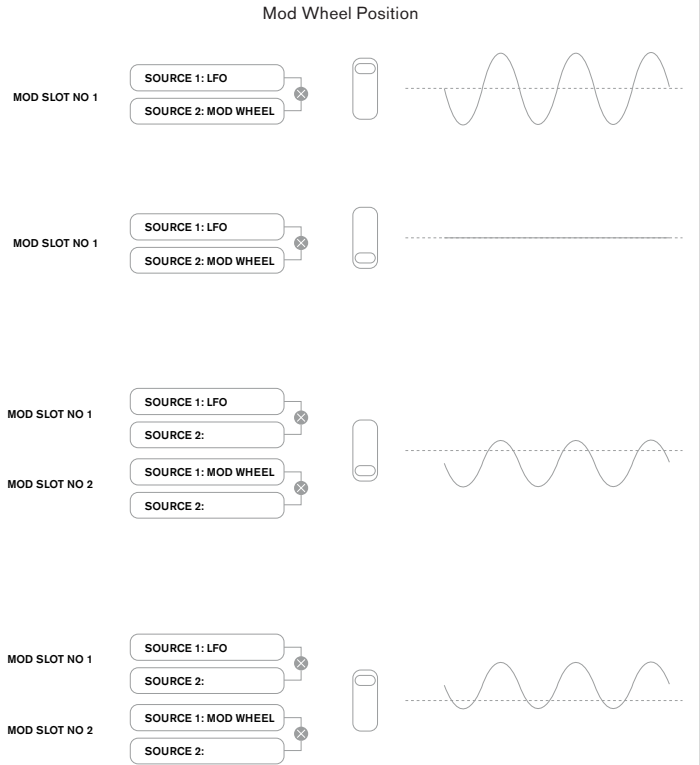 Mod Wheel Position
SOURCE 1: LFO
MOD SLOT NO 1
SOURCE 2: MOD WHEEL
SOURCE 1: LFO
MOD SLOT NO 1
SOURCE 2: MOD WHEEL
SOURCE 1: LFO
MOD SLOT NO 1
SOURCE 2:
SOURCE 1: MOD WHEEL
MOD SLOT NO 2
SOURCE 2:
SOURCE 1: LFO
MOD SLOT NO 1
SOURCE 2:
SOURCE 1: MOD WHEEL
MOD SLOT NO 2
SOURCE 2: